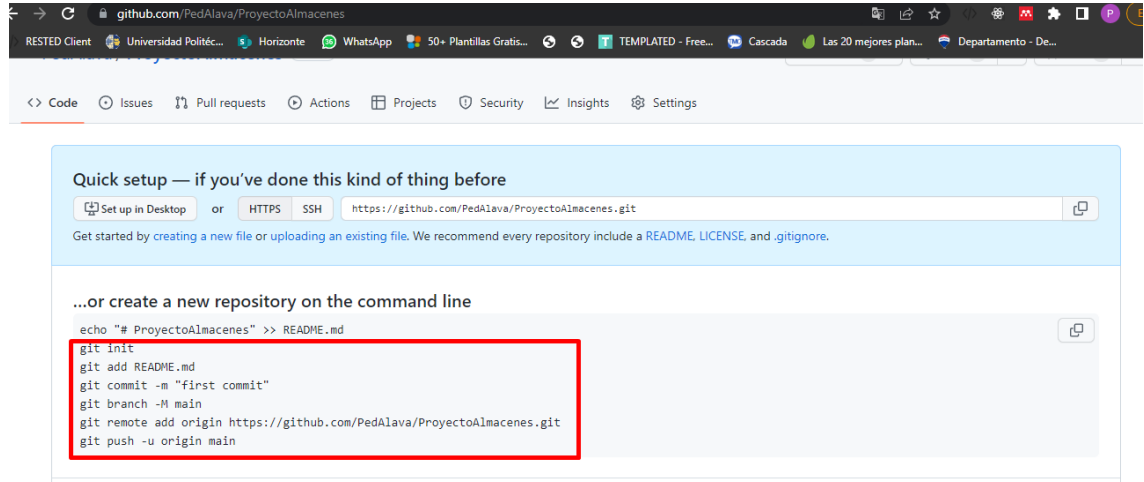 github.com/PedAlava/ProyectoAlmacenes
P
RESTED Client Universidad Politéc... Horizonte WhatsApp 50+ Plantillas Gratis... TEMPLATED - Free... Cascada Las 20 mejores plan... Departamento - De...
<> Code Issues Pull requests Actions Projects Security Insights Settings
Quick setup — if you've done this kind of thing before
Set up in Desktop or HTTPS SSH https://github.com/PedAlava/ProyectoAlmacenes.git
Get started by creating a new file or uploading an existing file. We recommend every repository include a README, LICENSE, and .gitignore.
...or create a new repository on the command line
echo "# ProyectoAlmacenes" >> README.md
git init
git add README.md
git commit -m "first commit"
git branch -M main
git remote add origin https://github.com/PedAlava/ProyectoAlmacenes.git
git push -u origin main